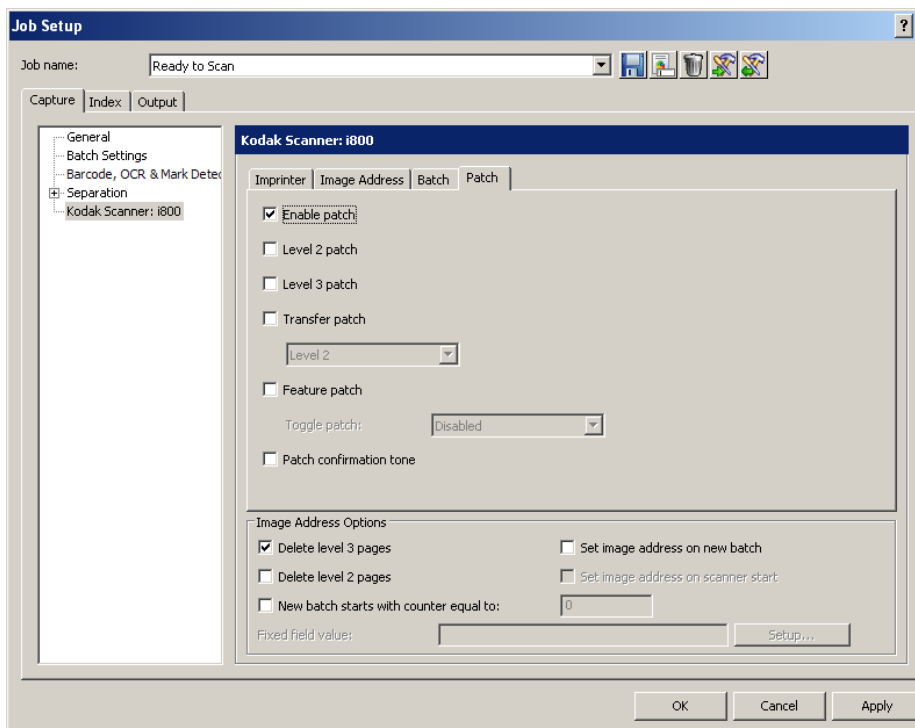 Job Setup ?
Job name: Ready to Scan
Capture Index Output
General
Batch Settings
Barcode, OCR & Mark Detec
Separation
Kodak Scanner: i800
Kodak Scanner: i800
Imprinter Image Address Batch Patch
Enable patch
Level 2 patch
Level 3 patch
Transfer patch
Level 2
Feature patch
Toggle patch: Disabled
Patch confirmation tone
Image Address Options
Delete level 3 pages Set image address on new batch
Delete level 2 pages Set image address on scanner start
New batch starts with counter equal to: 0
Fixed field value: Setup...
OK Cancel Apply